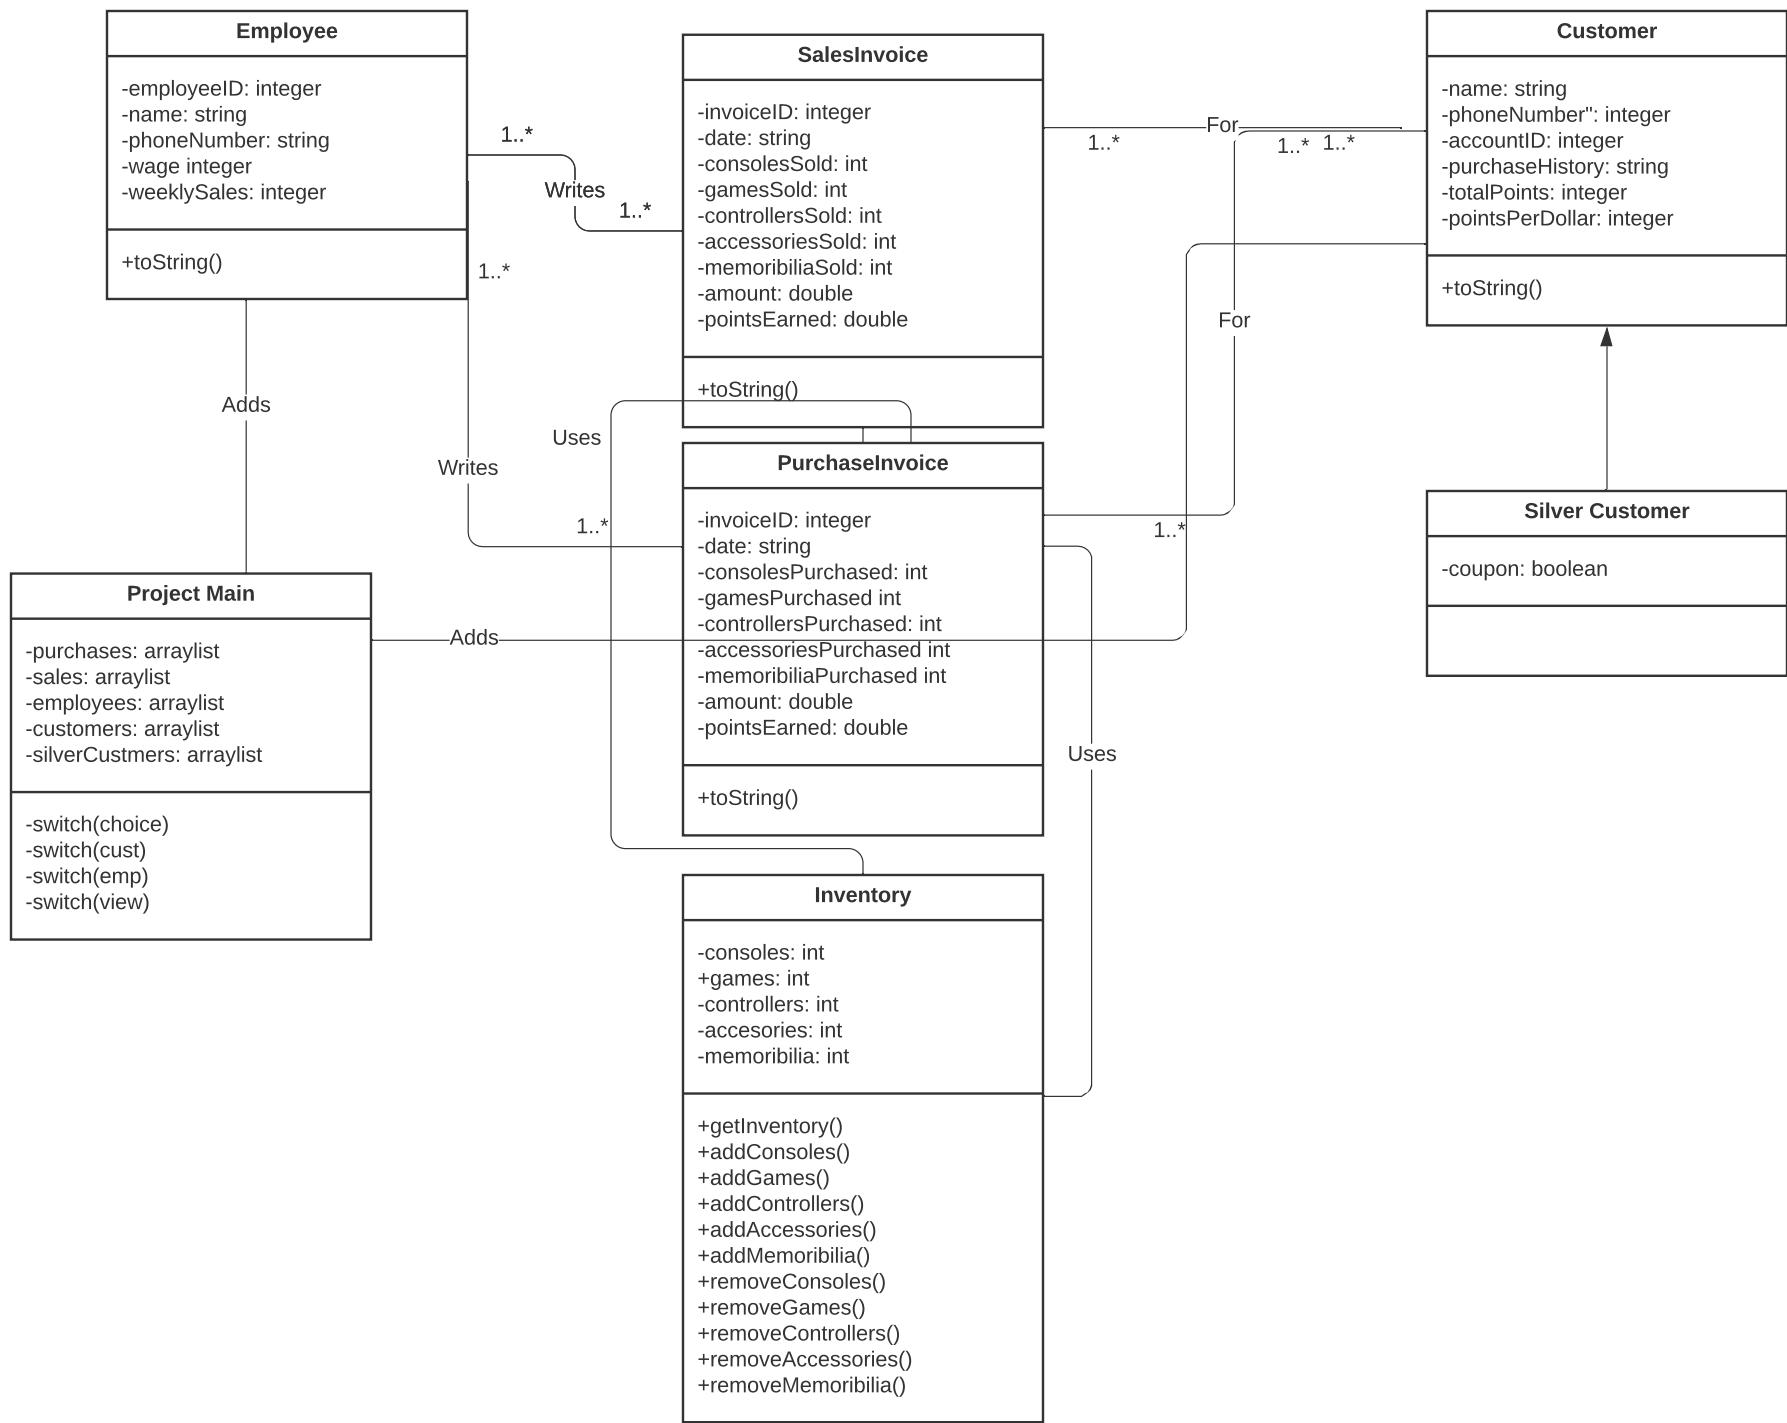 Employee
-employeeID: integer
-name: string
-phoneNumber: string
-wage integer
-weeklySales: integer
+toString()
SalesInvoice
-invoiceID: integer
-date: string
-consolesSold: int
-gamesSold: int
-controllersSold: int
-accessoriesSold: int
-memoribiliaSold: int
-amount: double
-pointsEarned: double
+toString()
Customer
-name: string
-phoneNumber": integer
-accountID: integer
-purchaseHistory: string
-totalPoints: integer
-pointsPerDollar: integer
+toString()
1..*
Writes
1..*
1..*
For
1..*
1..*
1..*
For
Adds
Uses
Writes
1..*
1..*
PurchaseInvoice
-invoiceID: integer
-date: string
-consolesPurchased: int
-gamesPurchased int
-controllersPurchased: int
-accessoriesPurchased int
-memoribiliaPurchased int
-amount: double
-pointsEarned: double
+toString()
Silver Customer
-coupon: boolean
Project Main
-purchases: arraylist
-sales: arraylist
-employees: arraylist
-customers: arraylist
-silverCustmers: arraylist
-switch(choice)
-switch(cust)
-switch(emp)
-switch(view)
Adds
Uses
Inventory
-consoles: int
+games: int
-controllers: int
-accesories: int
-memoribilia: int
+getInventory()
+addConsoles()
+addGames()
+addControllers()
+addAccessories()
+addMemoribilia()
+removeConsoles()
+removeGames()
+removeControllers()
+removeAccessories()
+removeMemoribilia()